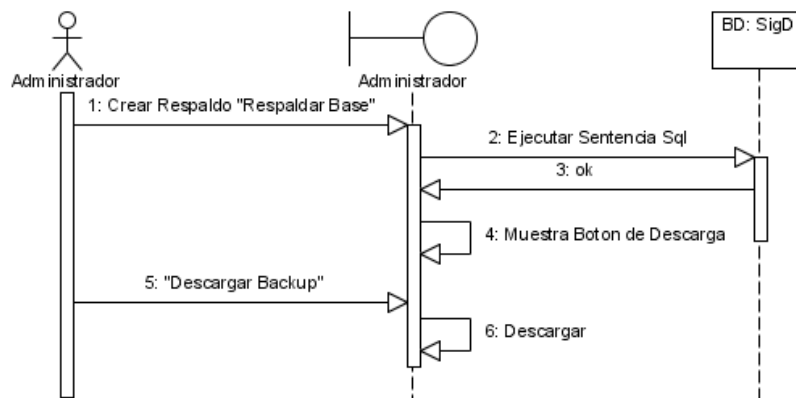 BD: SigD
Administrador
Administrador
1: Crear Respaldo "Respaldar Base"
2: Ejecutar Sentencia Sql
3: ok
4: Muestra Boton de Descarga
5: "Descargar Backup"
6: Descargar